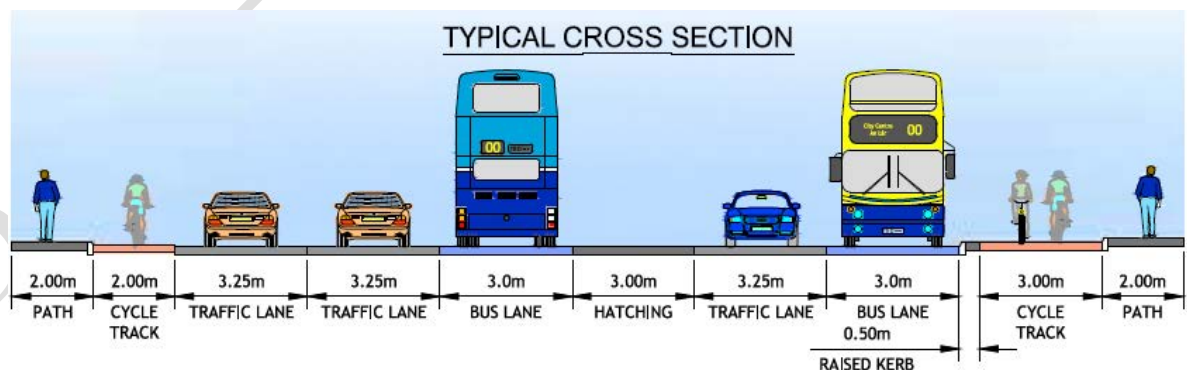 TYPICAL CROSS SECTION
00
City Centre
An Lár
00
2.00m
2.00m
3.25m
3.25m
3.0m
3.00m
3.25m
3.0m
3.00m
2.00m
PATH
CYCLE
TRACK
TRAFFIC LANE
TRAFFIC LANE
BUS LANE
HATCHING
TRAFFIC LANE
BUS LANE
CYCLE
TRACK
PATH
0.50m
RAISED KERB